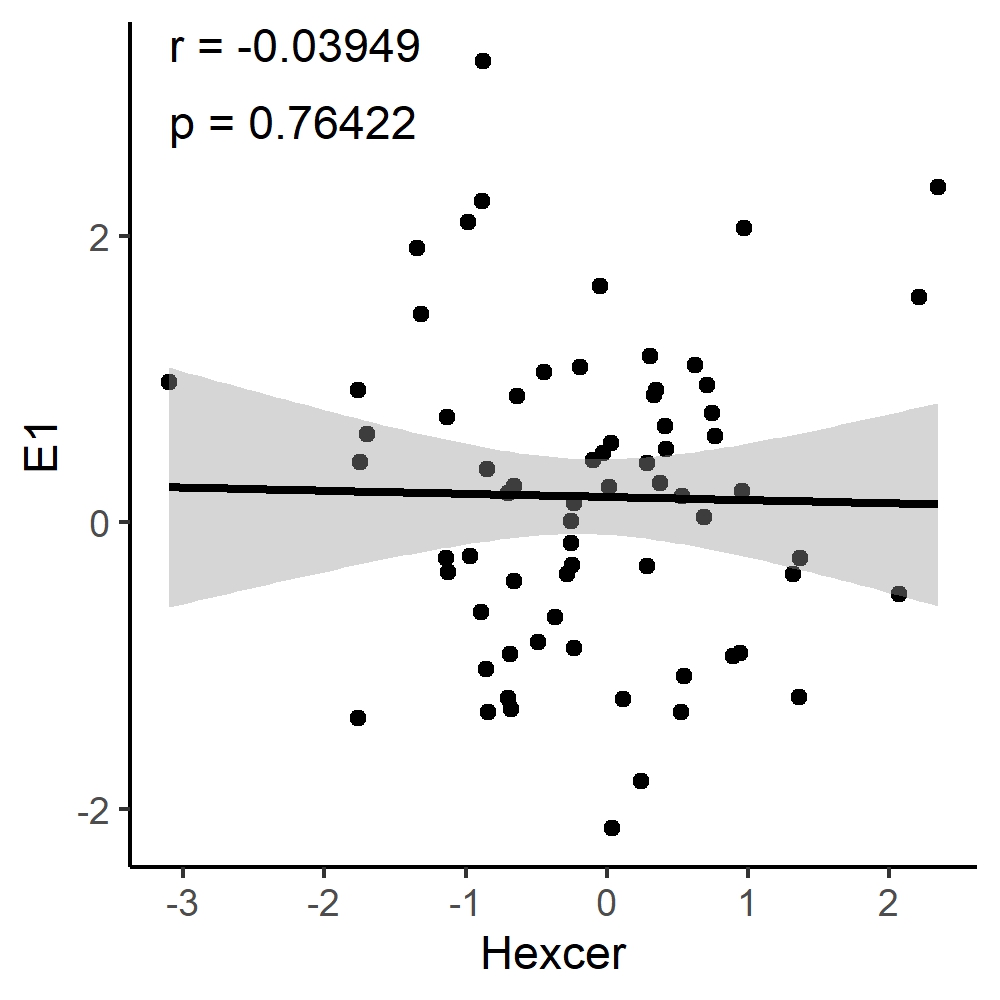 r = -0.03949
p = 0.76422
E1
2
0
-2
-3 -2 -1 0 1 2
Hexcer